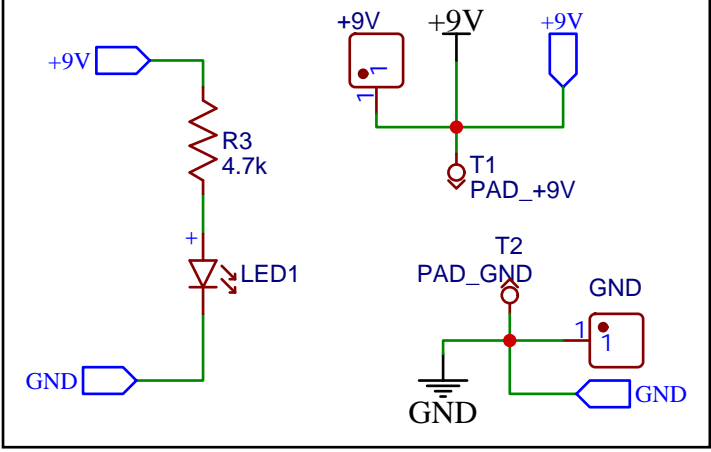 +9V
R3
4.7k
+
LED1
GND
+9V
1
1
+9V
+9V
T1
PAD_+9V
T2
PAD_GND
GND
1
1
GND
GND